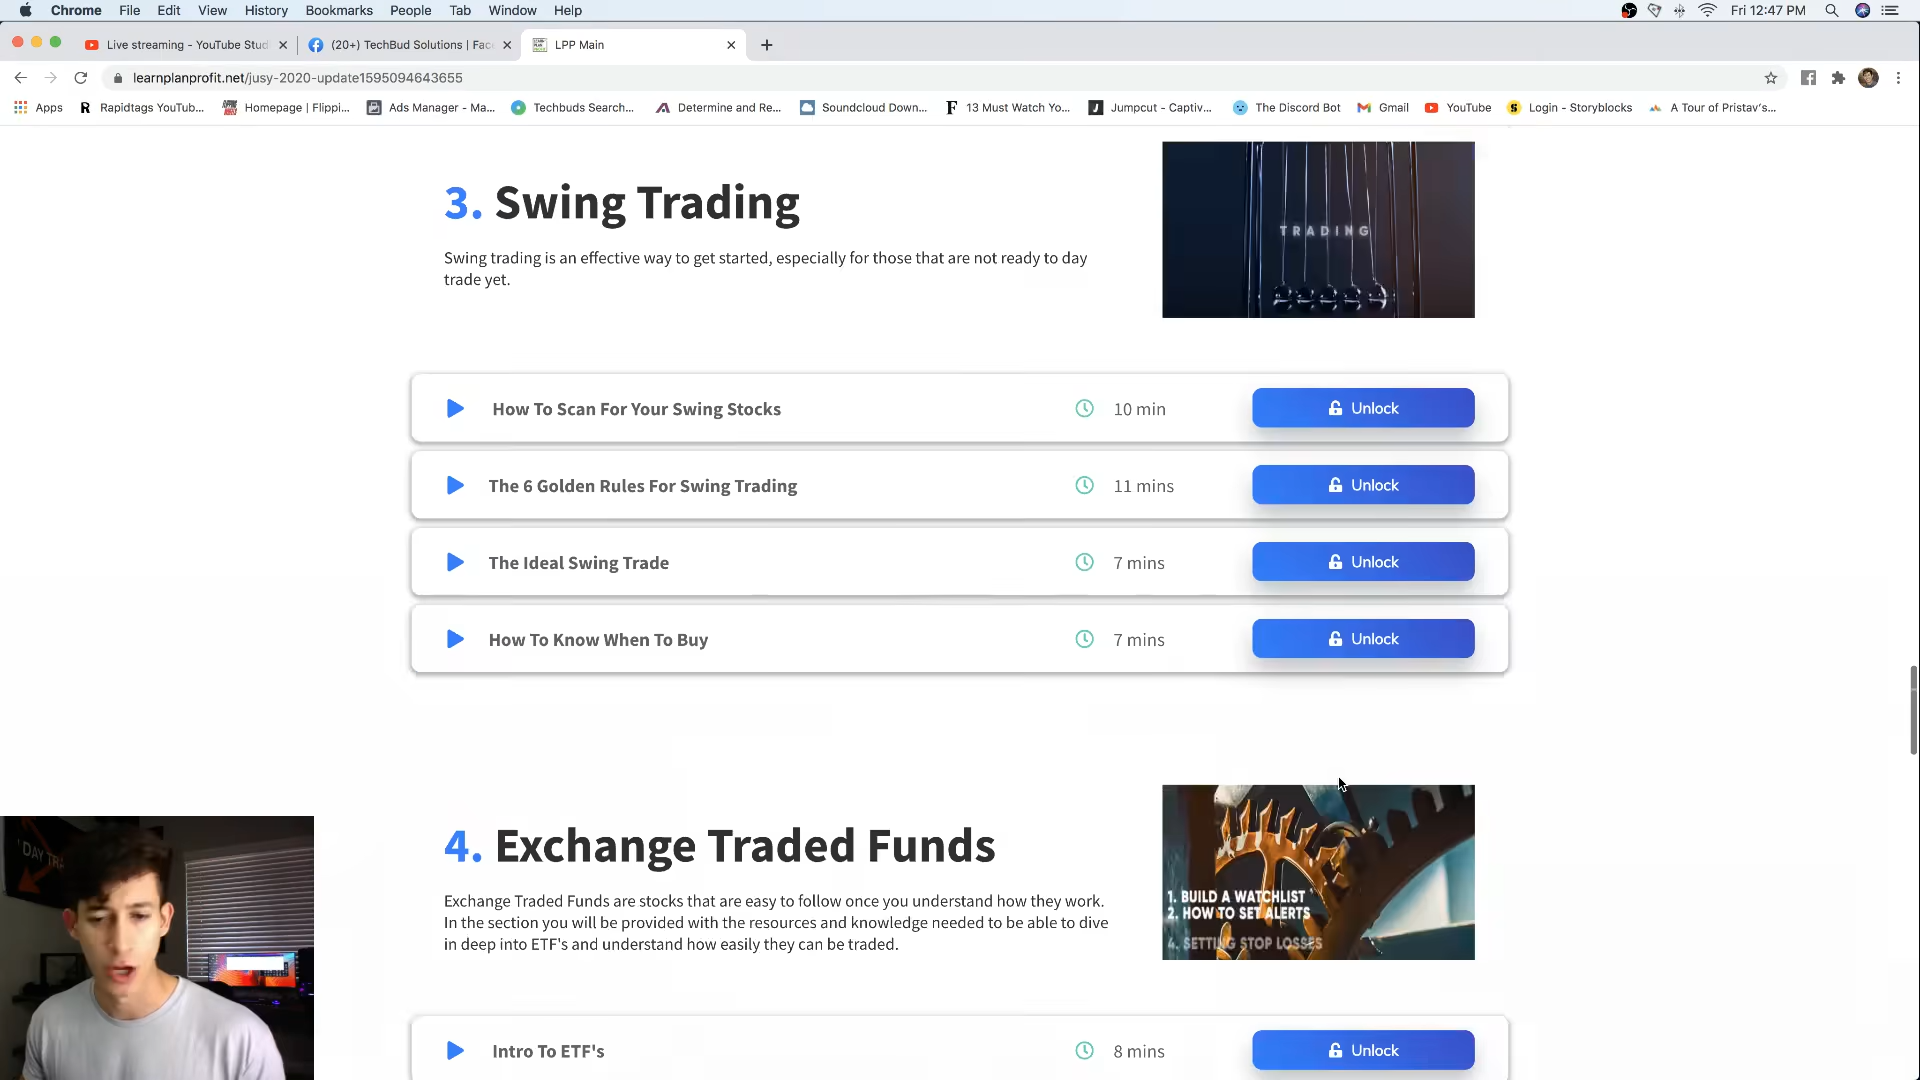 Chrome File Edit View History Bookmarks People Tab Window Help Fri 12:47 PM
Live streaming - YouTube Stud (20+) TechBud Solutions | Fac LPP Main
learnplanprofit.net/jusy-2020-update1595094643655
Apps Rapidtags YouTub... Homepage | Flippi... Ads Manager - Ma... Techbuds Search... Determine and Re... Soundcloud Down... 13 Must Watch Yo... Jumpcut - Captiv... The Discord Bot Gmail YouTube Login - Storyblocks A Tour of Pristav's...
3. Swing Trading
Swing trading is an effective way to get started, especially for those that are not ready to day
trade yet.
TRADING
How To Scan For Your Swing Stocks 10 min Unlock
The 6 Golden Rules For Swing Trading 11 mins Unlock
The Ideal Swing Trade 7 mins Unlock
How To Know When To Buy 7 mins Unlock
4. Exchange Traded Funds
Exchange Traded Funds are stocks that are easy to follow once you understand how they work.
In the section you will be provided with the resources and knowledge needed to be able to dive
in deep into ETF's and understand how easily they can be traded.
1. BUILD A WATCHLIST
2. HOW TO SET ALERTS
4. SETTING STOP LOSSES
DAY TR
Intro To ETF's 8 mins Unlock